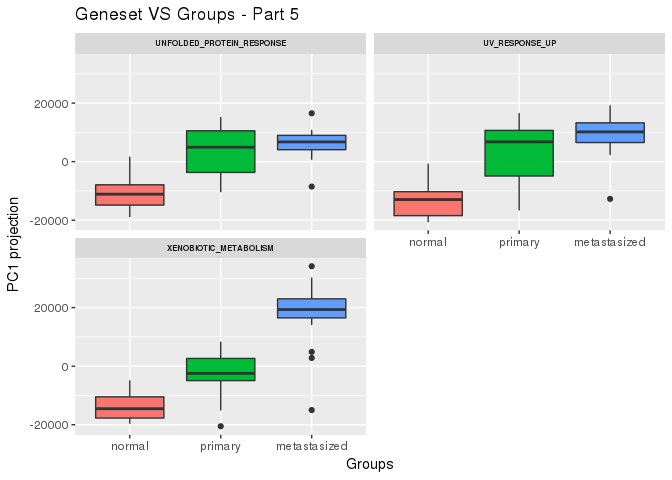 Geneset VS Groups - Part 5
UNFOLDED_PROTEIN_RESPONSE
UV_RESPONSE_UP
20000
0
-20000
normal
primary
metastasized
XENOBIOTIC_METABOLISM
20000
0
-20000
normal
primary
metastasized
PC1 projection
Groups